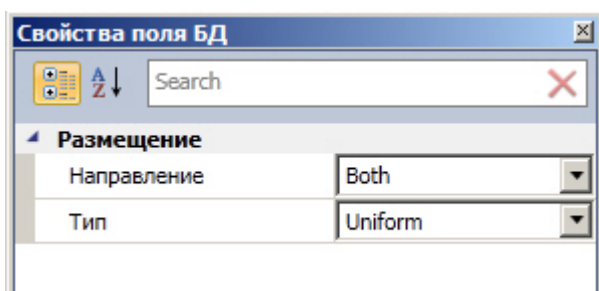 Свойства поля БД
A
Z
Search
Размещение
Направление Both
Тип Uniform